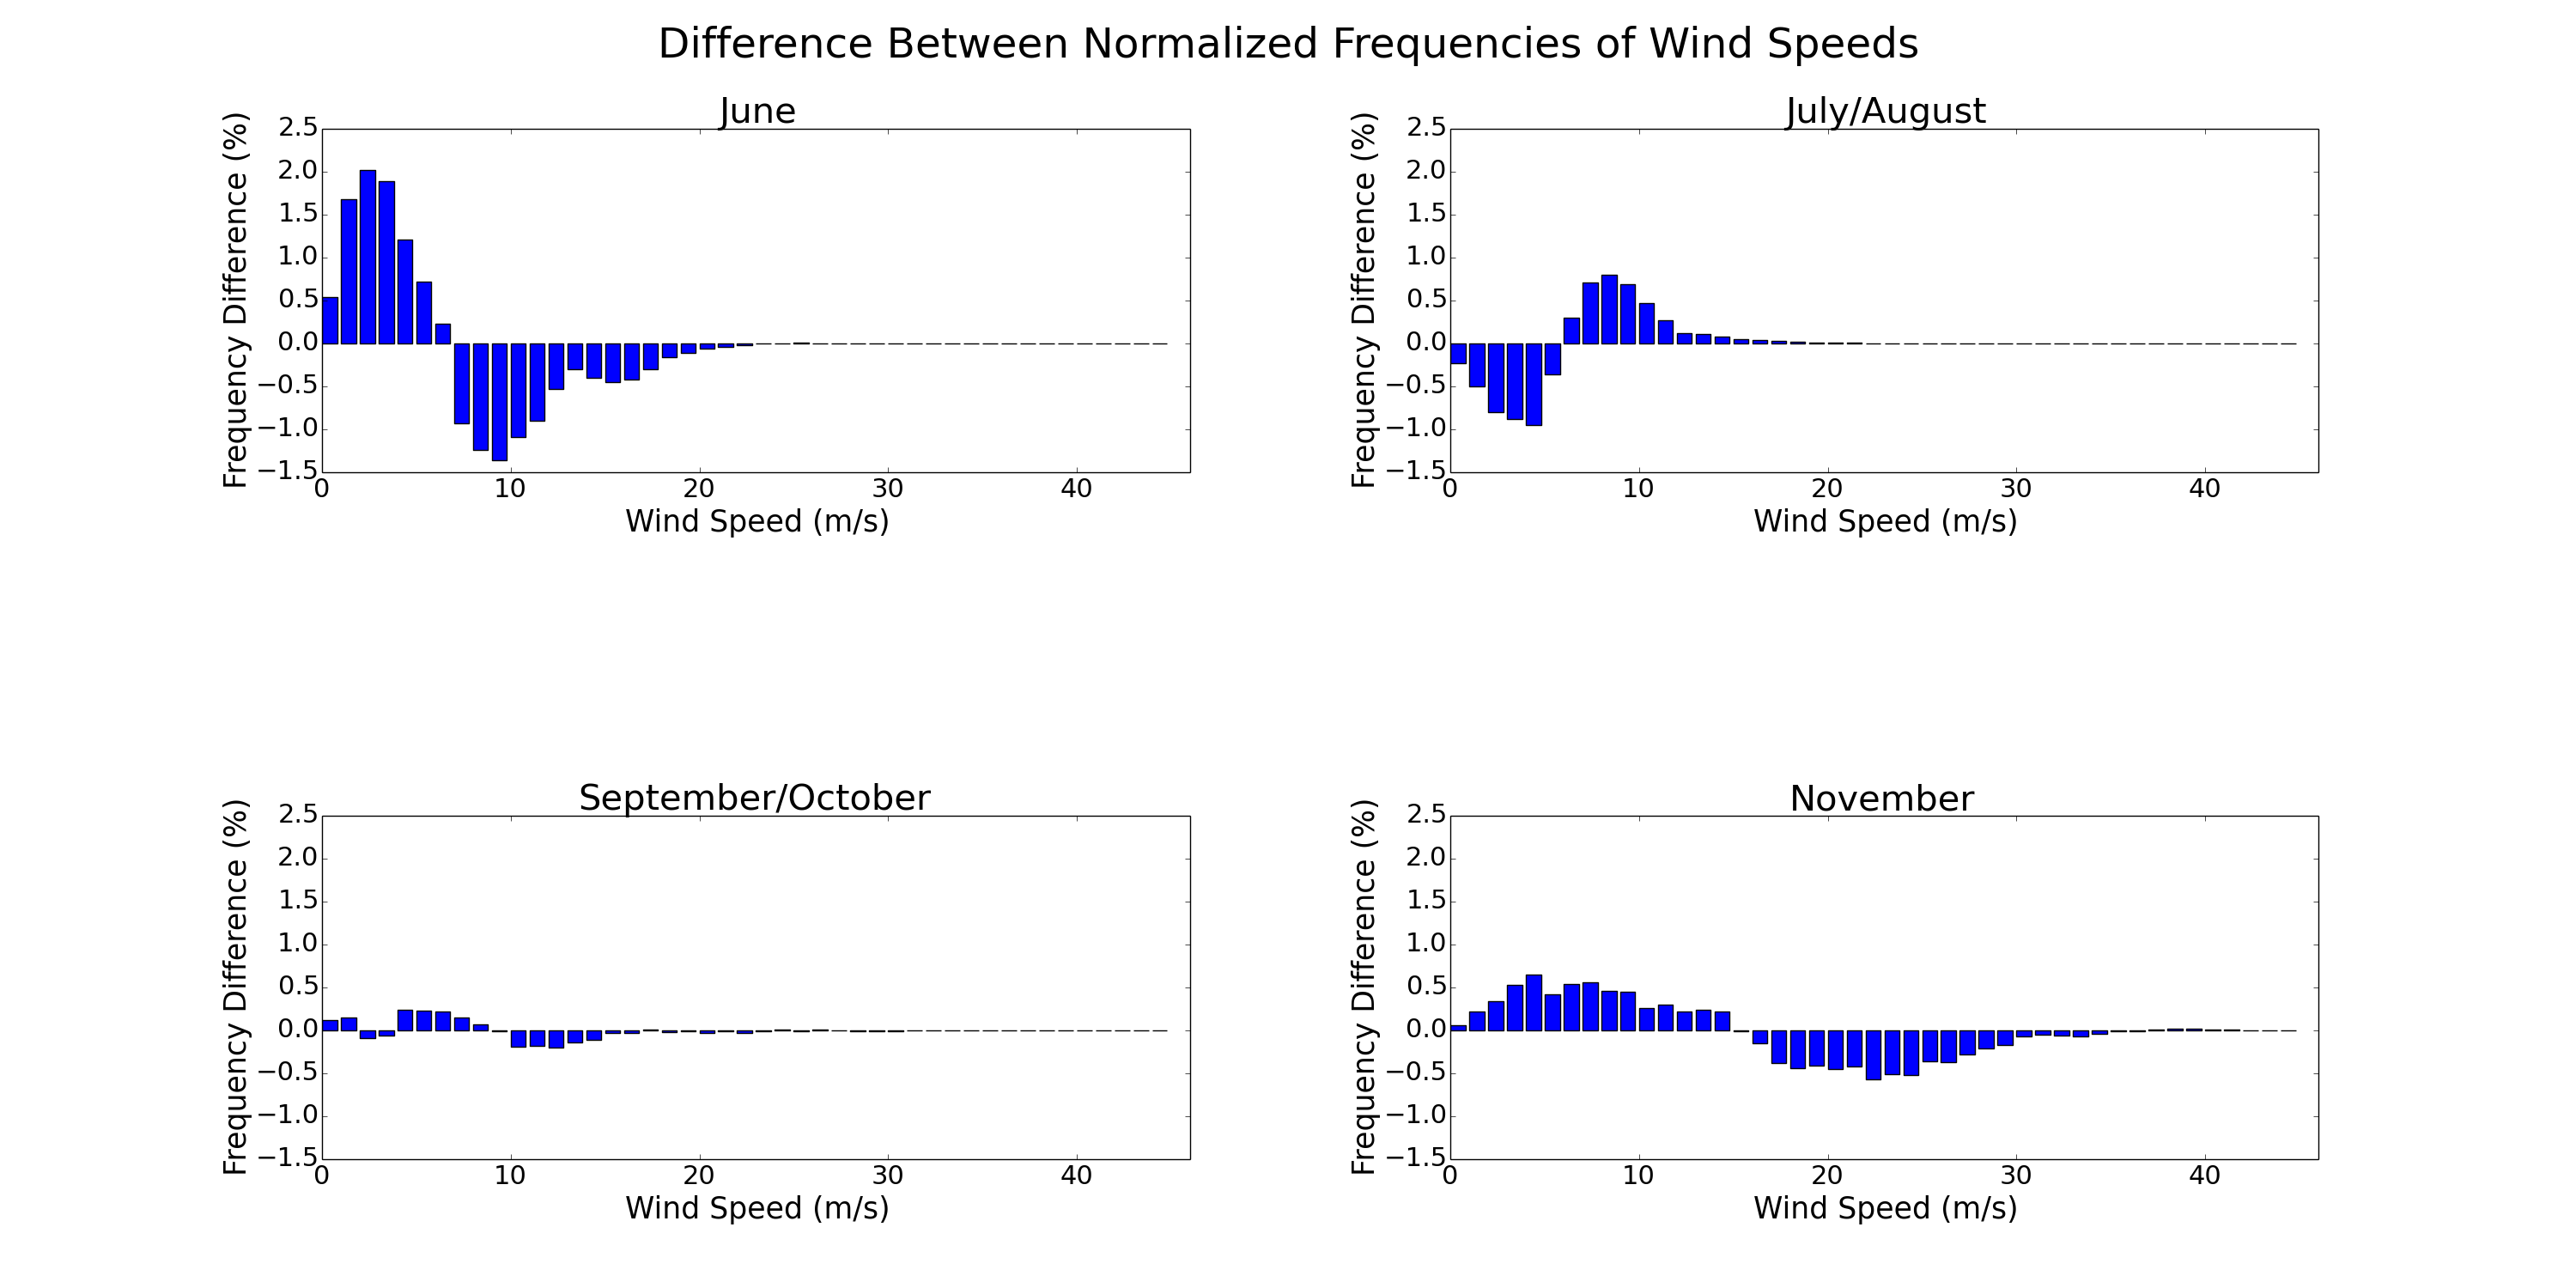 Difference Between Normalized Frequencies of Wind Speeds
June
Frequency Difference (%)
2.5
2.0
1.5
1.0
0.5
0.0
−0.5
−1.0
−1.5
0 10 20 30 40
Wind Speed (m/s)
July/August
Frequency Difference (%)
2.5
2.0
1.5
1.0
0.5
0.0
−0.5
−1.0
−1.5
0 10 20 30 40
Wind Speed (m/s)
September/October
Frequency Difference (%)
2.5
2.0
1.5
1.0
0.5
0.0
−0.5
−1.0
−1.5
0 10 20 30 40
Wind Speed (m/s)
November
Frequency Difference (%)
2.5
2.0
1.5
1.0
0.5
0.0
−0.5
−1.0
−1.5
0 10 20 30 40
Wind Speed (m/s)